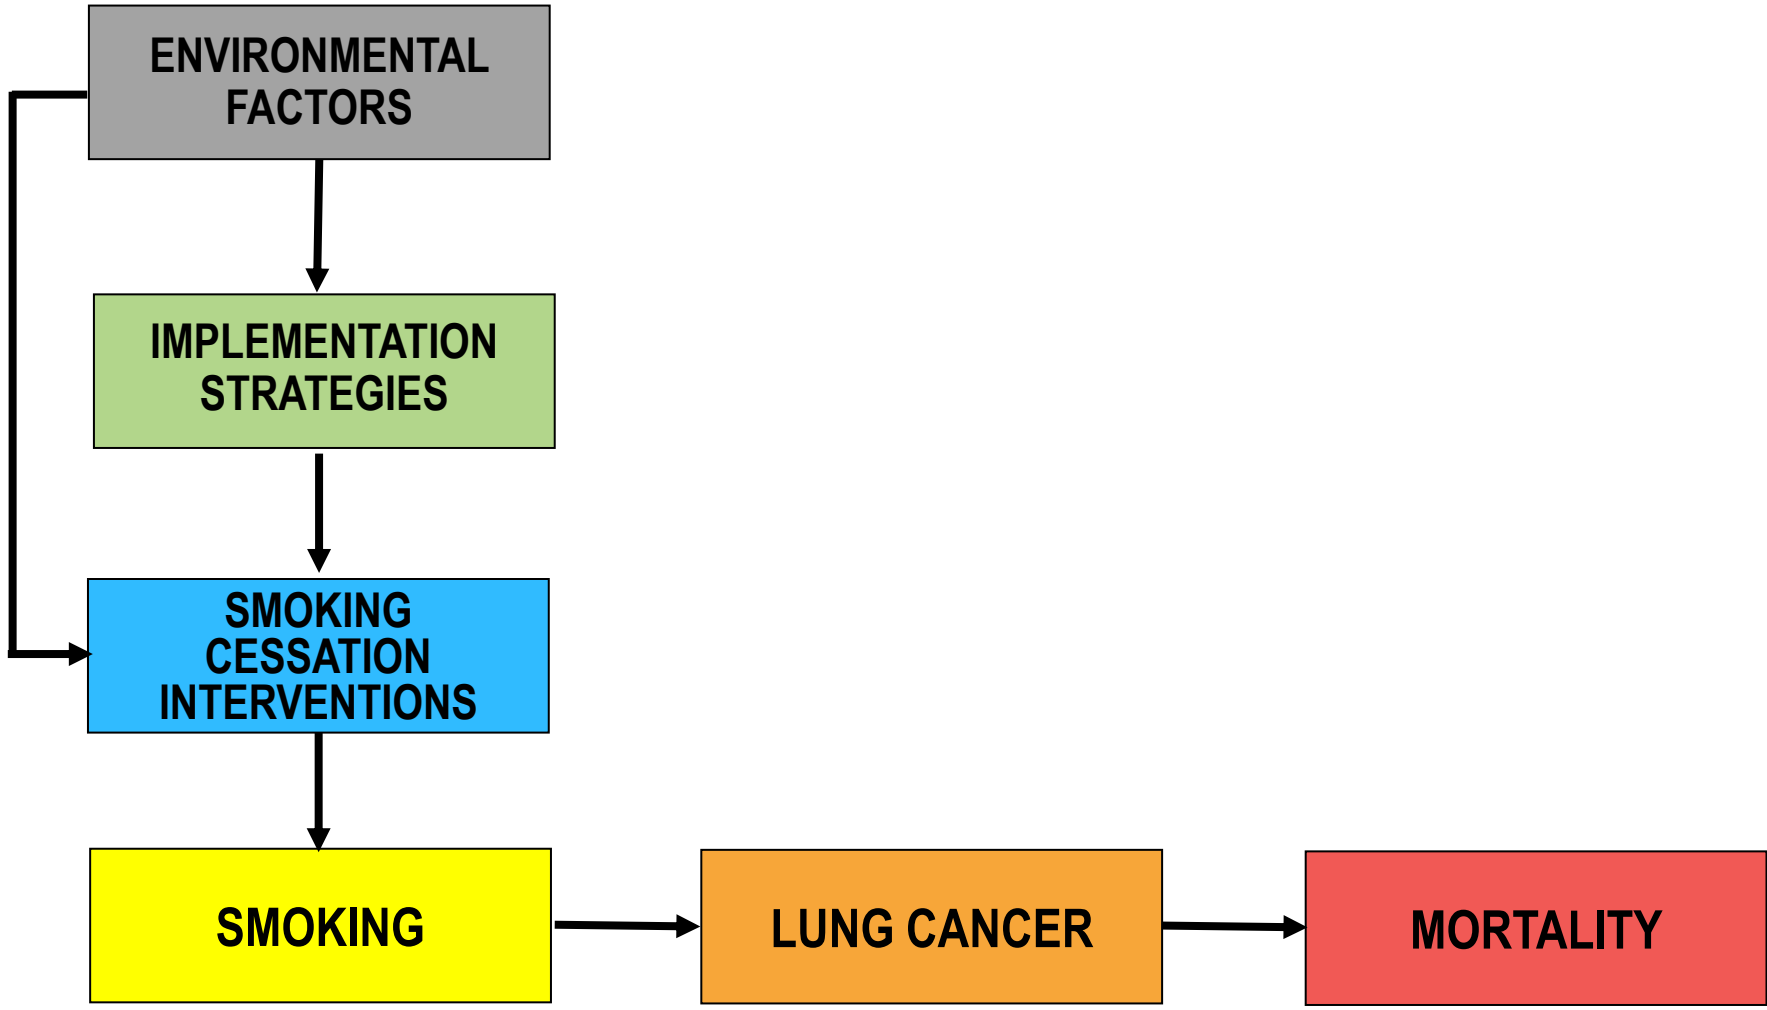 ENVIRONMENTAL
FACTORS
IMPLEMENTATION
STRATEGIES
SMOKING
CESSATION
INTERVENTIONS
SMOKING
LUNG CANCER
MORTALITY